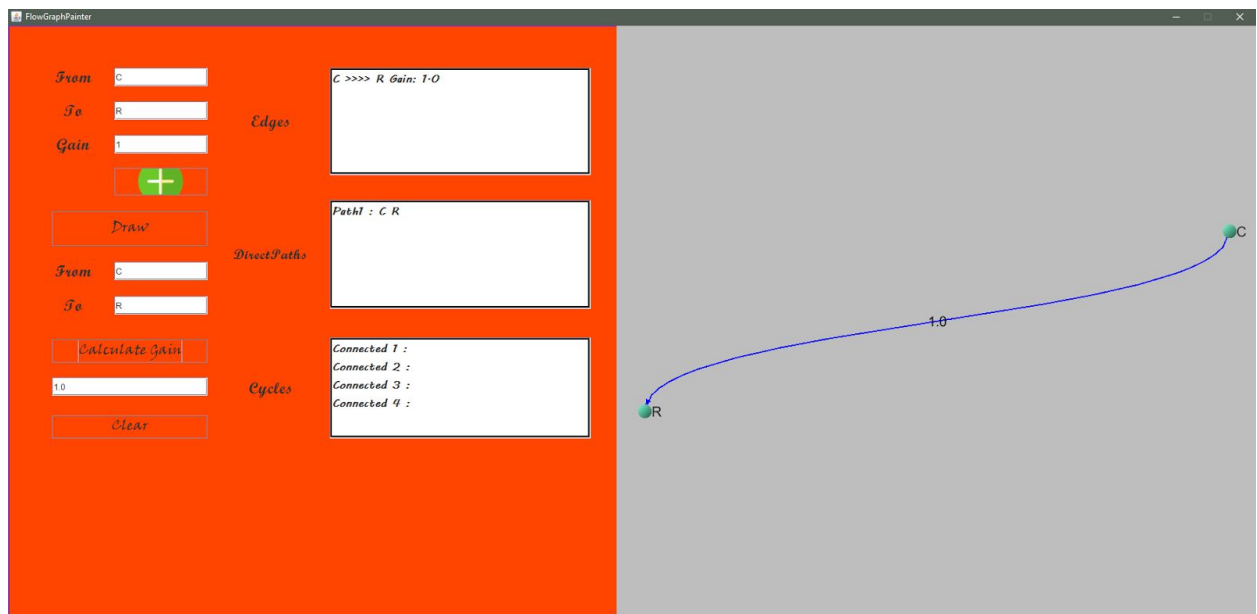 FlowGraphPainter
From
C
To
R
Gain
1
Draw
From
C
To
R
Calculate Gain
1.0
Clear
Edges
C >>>> R Gain: 1.0
DirectPaths
Path1 : C R
Cycles
Connected 1 :
Connected 2 :
Connected 3 :
Connected 4 :
C
1.0
R